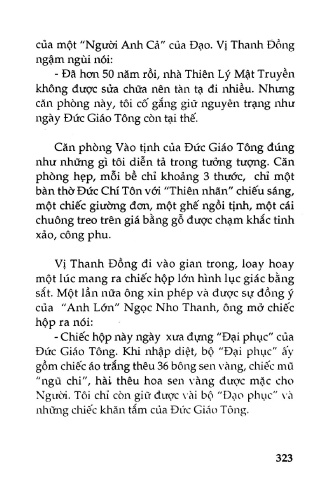 của một “Người Anh Cả” của Đạo. Vị Thanh Đồng
ngậm ngùi nói:
- Đã hơn 50 năm rồi, nhà Thiên Lý Mật Truyền
không được sửa chữa nên tàn tạ đi nhiều. Nhưng
căn phòng này, tôi cố gắng giữ nguyên trạng như
ngày Đức Giáo Tông còn tại thế.
Căn phòng Vào tịnh của Đức Giáo Tông đúng
như những gì tôi diễn tả trong tưởng tượng. Căn
phòng hẹp, mỗi bề chỉ khoảng 3 thước, chỉ một
bàn thờ Đức Chí Tôn với “Thiên nhãn” chiếu sáng,
một chiếc giường đơn, một ghế ngồi tịnh, một cái
chuông treo trên giá bằng gỗ được chạm khắc tinh
xảo, công phu.
Vị Thanh Đồng đi vào gian trong, loay hoay
một lúc mang ra chiếc hộp lớn hình lục giác bằng
sắt. Một lần nữa ông xin phép và được sự đồng ý
của “Anh Lớn” Ngọc Nho Thanh, ông mở chiếc
hộp ra nói:
- Chiếc hộp này ngày xưa đựng “Đại phục” của
Đức Giáo Tông. Khi nhập diệt, bộ “Đại phục” ấy
gồm chiếc áo trắng thêu 36 bông sen vàng, chiếc mũ
“ngũ chi”, hài thêu hoa sen vàng được mặc cho
Người. Tôi chỉ còn giữ được vài bộ “Đạo phục” và
những chiếc khăn tắm của Đức Giáo Tông.
323